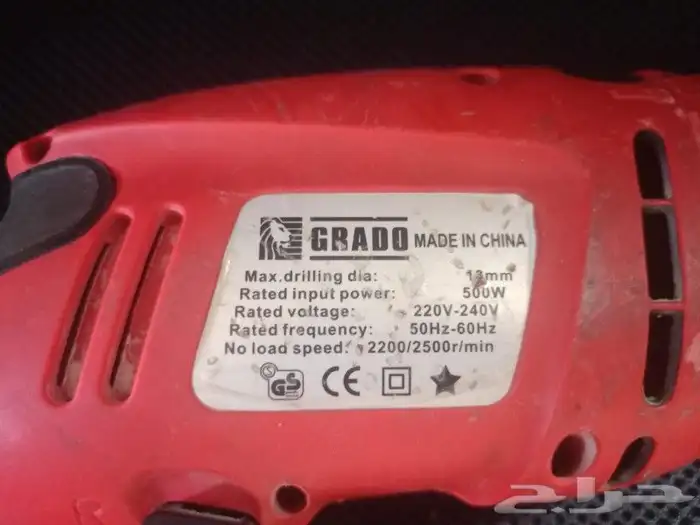 GRADO MADE IN CHINA
Max.drilling dia: 13mm
Rated input power: 500W
Rated voltage: 220V-240V
Rated frequency: 50Hz-60Hz
No load speed: 2200/2500r/min
GS CE
حراج